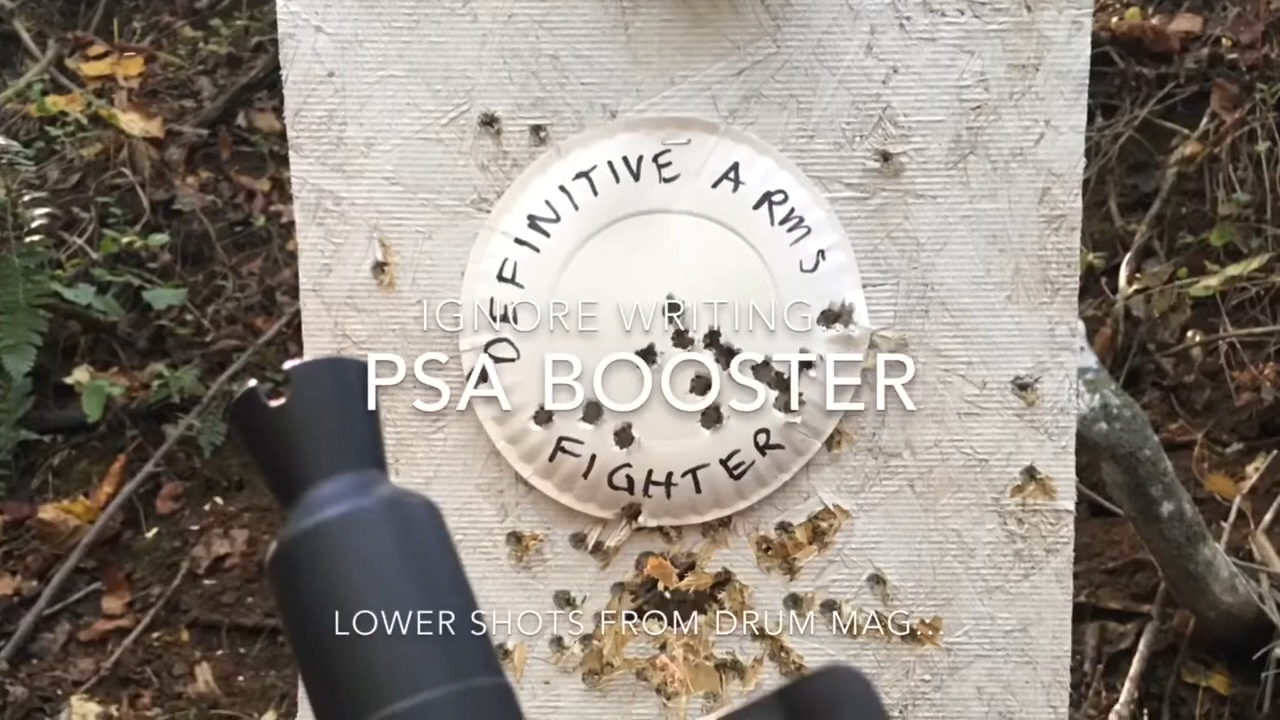 DEFINITIVE ARMS
IGNORE WRITING,
PSA BOOSTER
FIGHTER
LOWER SHOTS FROM DRUM MAG...